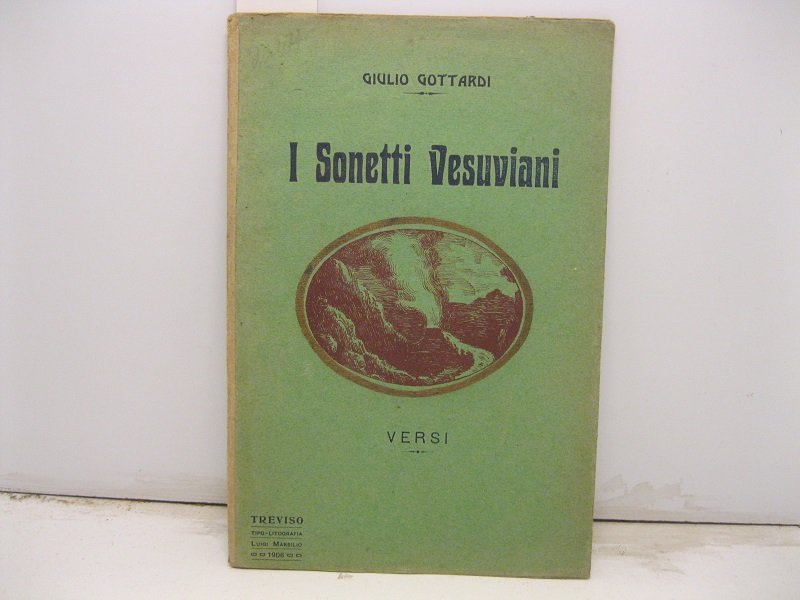 GIULIO GOTTARDI
I Sonetti Vesuviani
VERSI
TREVISO
TIPO-LITOGRAFIA
LUIGI MARSILIO
1906